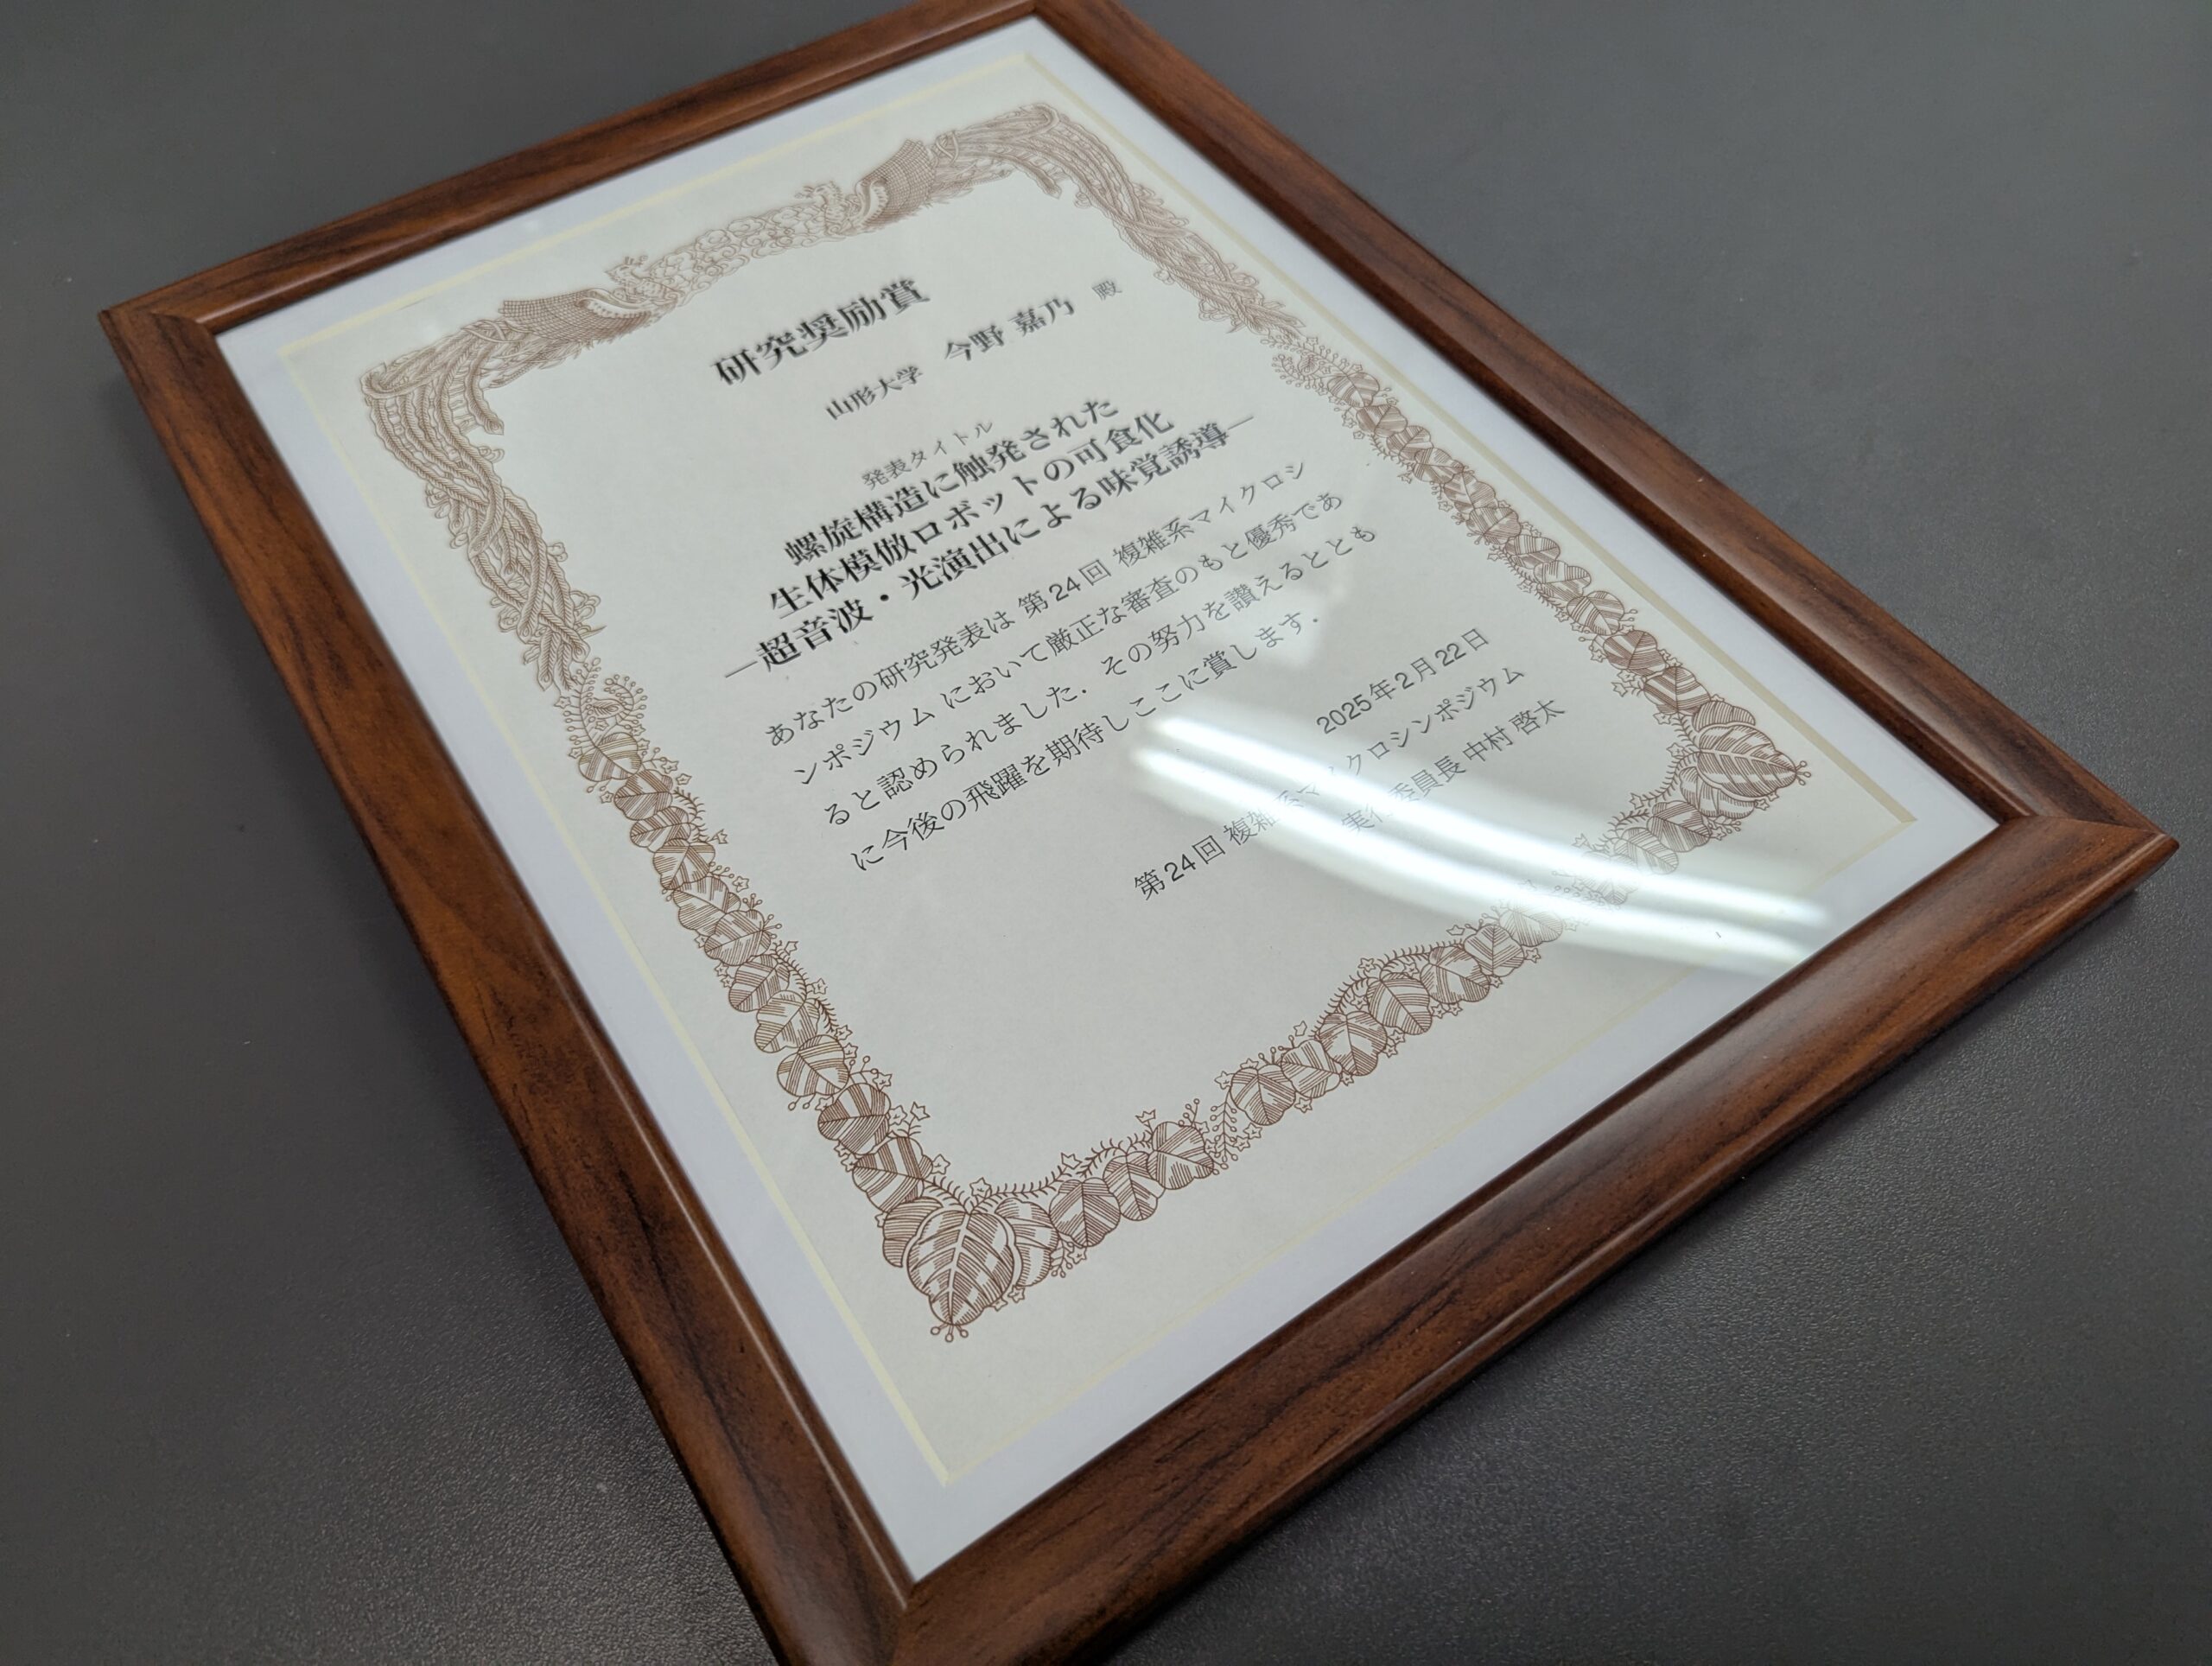 研究奨励賞
山形大学 今野 嘉乃 殿
発表タイトル
螺旋構造に触発された
生体模倣ロボットの可食化
―超音波・光演出による味覚誘導―
あなたの研究発表は 第24回 複雑系マイクロシ
ンポジウム において厳正な審査のもと優秀であ
ると認められました．その努力を讃えるととも
に今後の飛躍を期待しここに賞します．
2025年2月22日
第24回 複雑系マイクロシンポジウム
実行委員長 中村 啓太